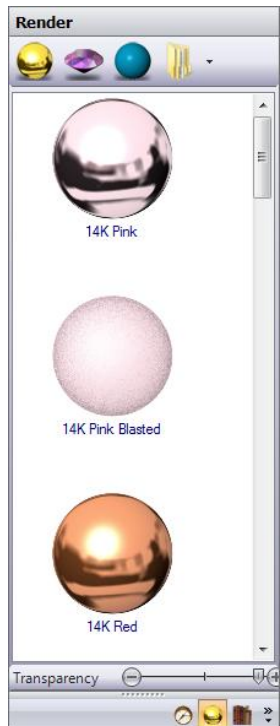 Render
14K Pink
14K Pink Blasted
14K Red
Transparency